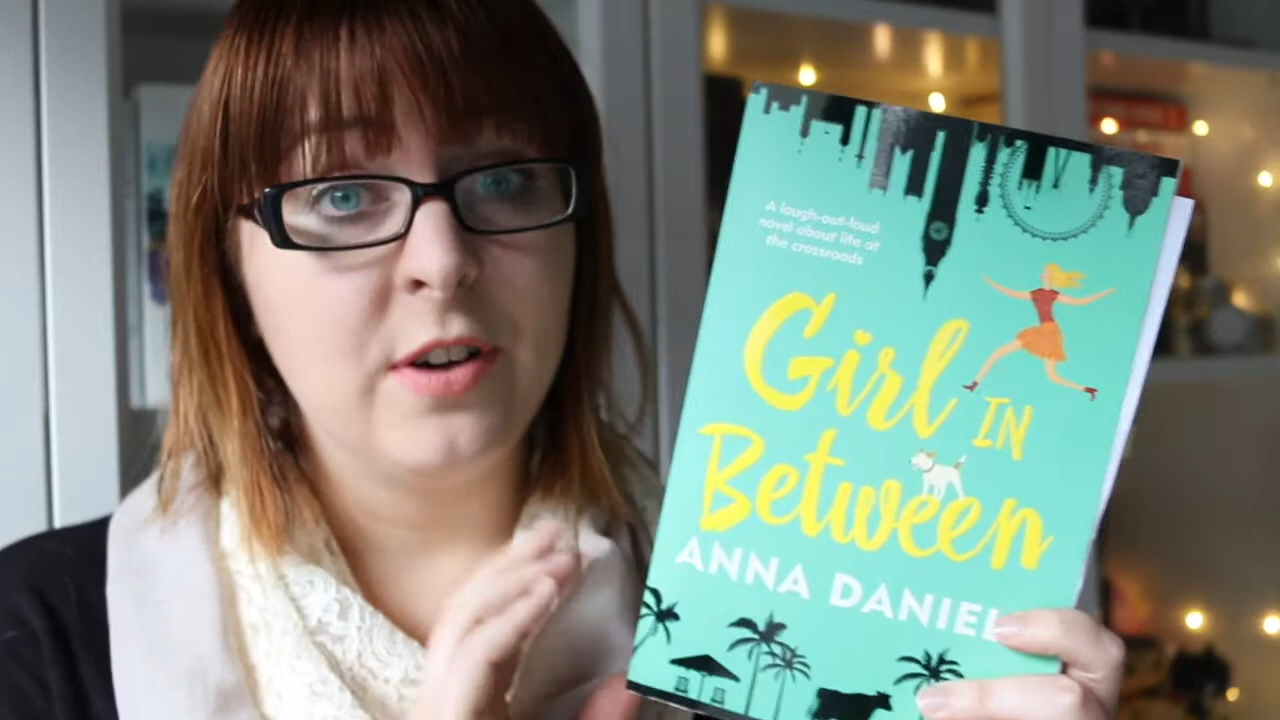 A laugh-out-loud
novel about life at
the crossroads
Girl IN
Between
ANNA DANIEL